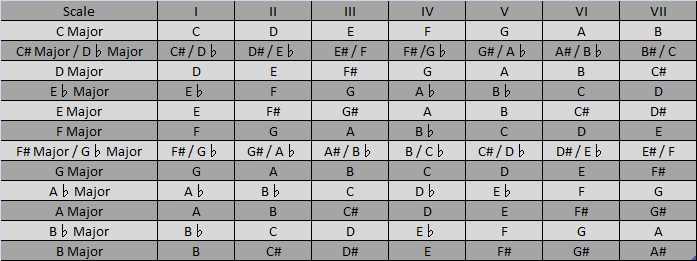 Scale I II III IV V VI VII
C Major C D E F G A B
C# Major / D♭ Major C# / D♭ D# / E♭ E# / F F# /G♭ G# / A♭ A# / B♭ B# / C
D Major D E F# G A B C#
E♭ Major E♭ F G A♭ B♭ C D
E Major E F# G# A B C# D#
F Major F G A B♭ C D E
F# Major / G♭ Major F# / G♭ G# / A♭ A# / B♭ B / C♭ C# / D♭ D# / E♭ E# / F
G Major G A B C D E F#
A♭ Major A♭ B♭ C D♭ E♭ F G
A Major A B C# D E F# G#
B♭ Major B♭ C D E♭ F G A
B Major B C# D# E F# G# A#